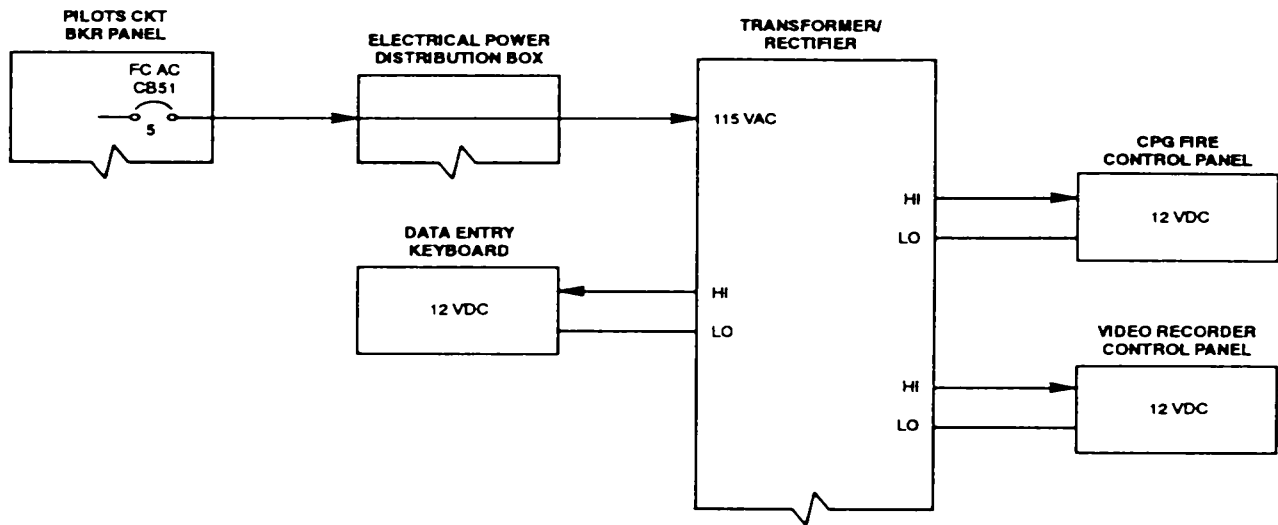 PILOTS CKT
BKR PANEL
FC AC
CB51
5
ELECTRICAL POWER
DISTRIBUTION BOX
TRANSFORMER/
RECTIFIER
115 VAC
CPG FIRE
CONTROL PANEL
HI
LO
12 VDC
DATA ENTRY
KEYBOARD
12 VDC
HI
LO
VIDEO RECORDER
CONTROL PANEL
HI
LO
12 VDC